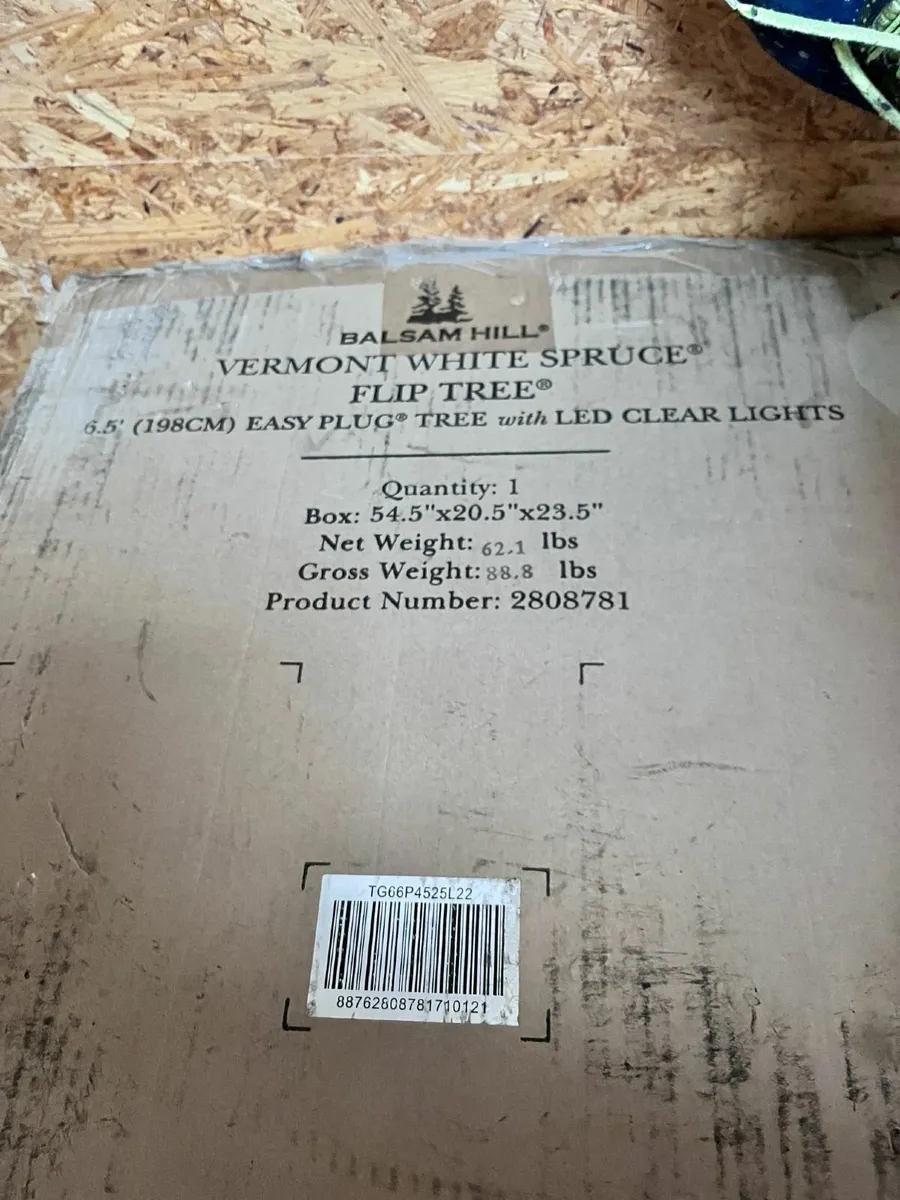 BALSAM HILL®
VERMONT WHITE SPRUCE®
FLIP TREE®
6.5' (198CM) EASY PLUG® TREE with LED CLEAR LIGHTS
Quantity: 1
Box: 54.5"x20.5"x23.5"
Net Weight: 62.1 lbs
Gross Weight: 88.8 lbs
Product Number: 2808781
TG66P4525L22
88762808781710121